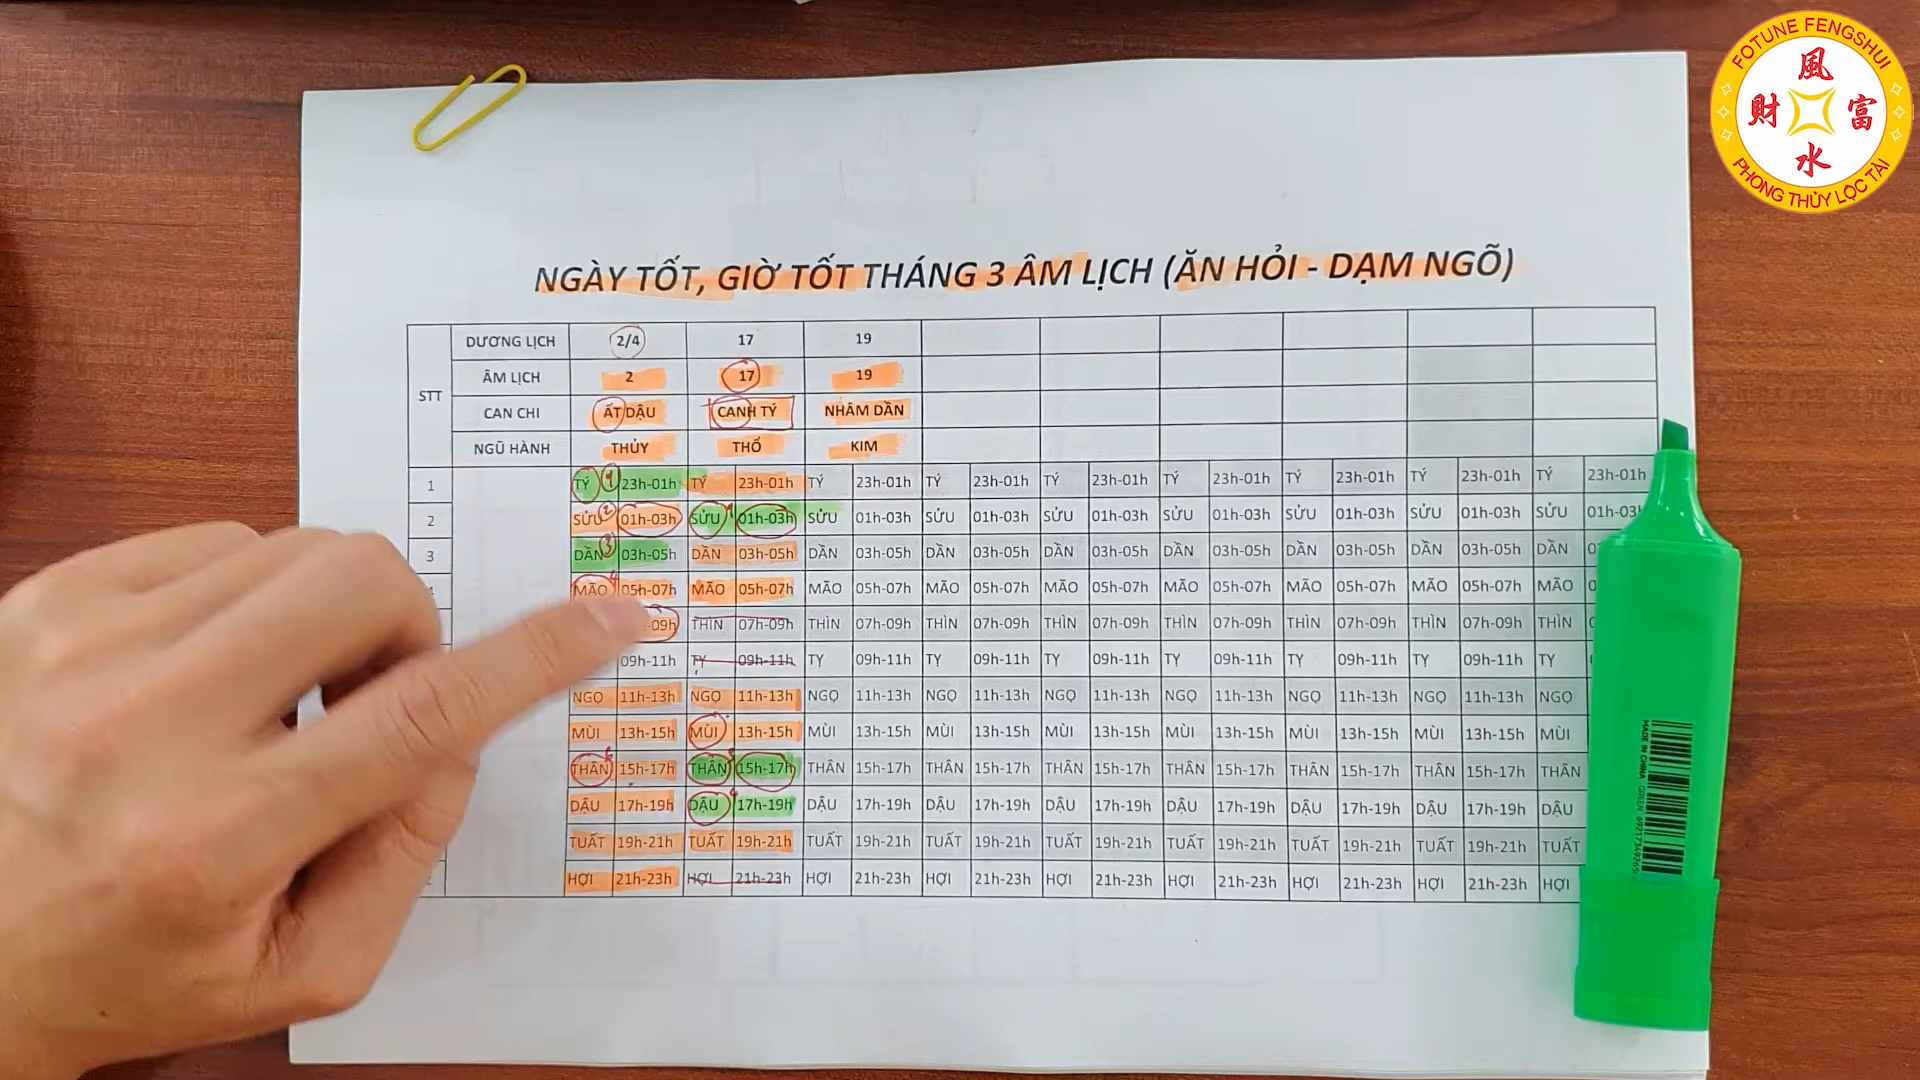 FOTUNE FENGSHUI
風
財 富
水
PHONG THỦY LỘC TÀI
NGÀY TỐT, GIỜ TỐT THÁNG 3 ÂM LỊCH (ĂN HỎI - DẠM NGÕ)
STT DƯƠNG LỊCH 2/4 17 19
ÂM LỊCH 2 17 19
CAN CHI ẤT DẬU CANH TÝ NHÂM DẦN
NGŨ HÀNH THỦY THỔ KIM
1 TÝ 1 23h-01h TÝ 23h-01h TÝ 23h-01h TÝ 23h-01h TÝ 23h-01h TÝ 23h-01h TÝ 23h-01h TÝ 23h-01h TÝ 23h-01h
2 SỬU 2 01h-03h SỬU 1 01h-03h SỬU 01h-03h SỬU 01h-03h SỬU 01h-03h SỬU 01h-03h SỬU 01h-03h SỬU 01h-03h SỬU 01h-03h
3 DẦN 3 03h-05h DẦN 03h-05h DẦN 03h-05h DẦN 03h-05h DẦN 03h-05h DẦN 03h-05h DẦN 03h-05h DẦN 03h-05h DẦN
MÃO 05h-07h MÃO 05h-07h MÃO 05h-07h MÃO 05h-07h MÃO 05h-07h MÃO 05h-07h MÃO 05h-07h MÃO 05h-07h MÃO
-09h THÌN 07h-09h THÌN 07h-09h THÌN 07h-09h THÌN 07h-09h THÌN 07h-09h THÌN 07h-09h THÌN 07h-09h THÌN
09h-11h TY 09h-11h TY 09h-11h TY 09h-11h TY 09h-11h TY 09h-11h TY 09h-11h TY 09h-11h TY
NGỌ 11h-13h NGỌ 11h-13h NGỌ 11h-13h NGỌ 11h-13h NGỌ 11h-13h NGỌ 11h-13h NGỌ 11h-13h NGỌ 11h-13h NGỌ
MÙI 13h-15h MÙI 13h-15h MÙI 13h-15h MÙI 13h-15h MÙI 13h-15h MÙI 13h-15h MÙI 13h-15h MÙI 13h-15h MÙI
THÂN 15h-17h THÂN 15h-17h THÂN 15h-17h THÂN 15h-17h THÂN 15h-17h THÂN 15h-17h THÂN 15h-17h THÂN 15h-17h THÂN
DẬU 17h-19h DẬU 17h-19h DẬU 17h-19h DẬU 17h-19h DẬU 17h-19h DẬU 17h-19h DẬU 17h-19h DẬU 17h-19h DẬU
TUẤT 19h-21h TUẤT 19h-21h TUẤT 19h-21h TUẤT 19h-21h TUẤT 19h-21h TUẤT 19h-21h TUẤT 19h-21h TUẤT 19h-21h TUẤT
HỢI 21h-23h HỢI 21h-23h HỢI 21h-23h HỢI 21h-23h HỢI 21h-23h HỢI 21h-23h HỢI 21h-23h HỢI 21h-23h HỢI
MADE IN CHINA GREEN